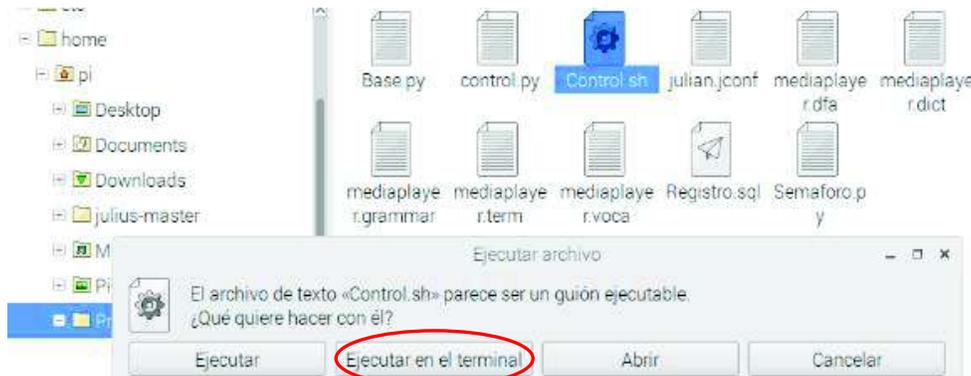 home
pi
Desktop
Documents
Downloads
julius-master
M
Pi
Pr
Base.py control.py Control.sh julian.jconf mediaplaye mediaplaye
r.dfa r.dict
mediaplaye mediaplaye mediaplaye Registro.sql Semaforo.p
r.grammar r.term r.voca y
Ejecutar archivo
El archivo de texto «Control.sh» parece ser un guión ejecutable.
¿Qué quiere hacer con él?
Ejecutar Ejecutar en el terminal Abrir Cancelar